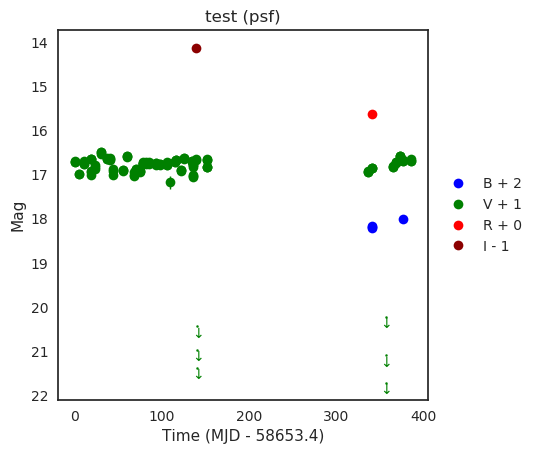 test (psf)
14
15
16
17
18
19
20
21
22
Mag
0
100
200
300
400
Time (MJD - 58653.4)
B + 2
V + 1
R + 0
I - 1